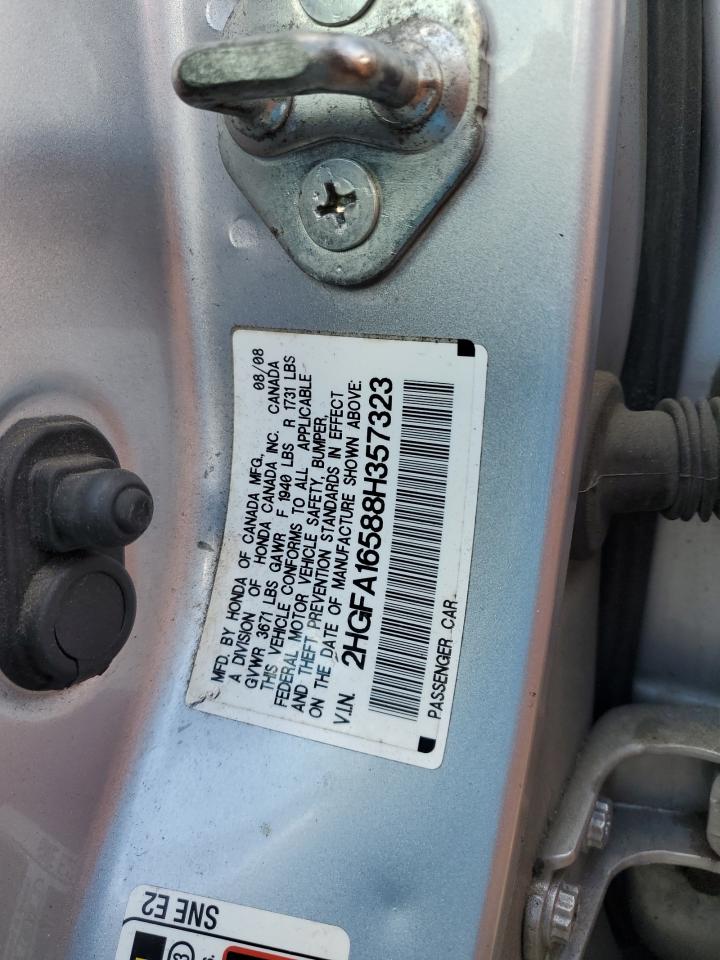 MFD. BY HONDA OF CANADA MFG., 08/08
A DIVISION OF HONDA CANADA INC. CANADA
GVWR 3671 LBS GAWR F 1940 LBS R 1731 LBS
THIS VEHICLE CONFORMS TO ALL APPLICABLE
FEDERAL MOTOR VEHICLE SAFETY, BUMPER,
AND THEFT PREVENTION STANDARDS IN EFFECT
ON THE DATE OF MANUFACTURE SHOWN ABOVE:
V.I.N. 2HGFA16588H357323
PASSENGER CAR
SNE E2
3